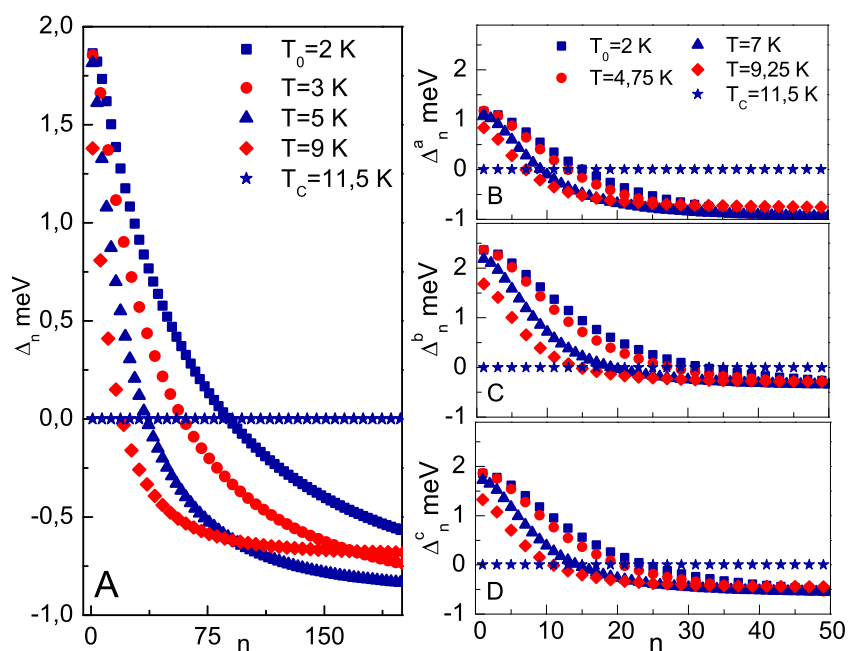 2,0
1,5
1,0
0,5
0,0
-0,5
-1,0
Δn meV
T0=2 K
T=3 K
T=5 K
T=9 K
TC=11,5 K
A
0
75
150
n
T0=2 K
T=4,75 K
T=7 K
T=9,25 K
TC=11,5 K
2
1
0
-1
Δan meV
B
2
1
0
-1
Δbn meV
C
2
1
0
-1
Δcn meV
D
0
10
20
30
40
50
n